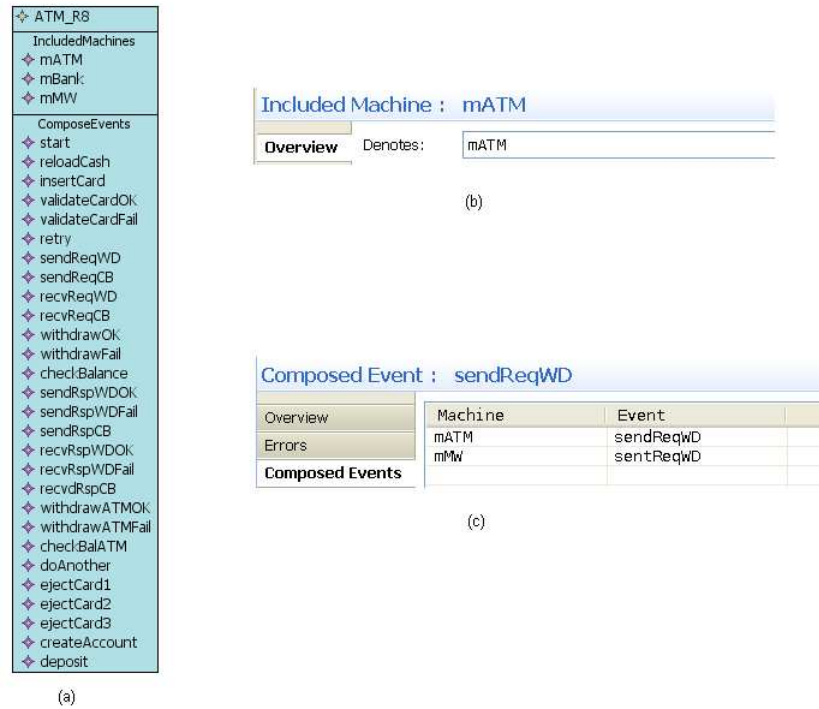 ATM_R8
IncludedMachines
mATM
mBank
mMW
ComposeEvents
start
reloadCash
insertCard
validateCardOK
validateCardFail
retry
sendReqWD
sendReqCB
recvReqWD
recvReqCB
withdrawOK
withdrawFail
checkBalance
sendRspWDOK
sendRspWDFail
sendRspCB
recvRspWDOK
recvRspWDFail
recvdRspCB
withdrawATMOK
withdrawATMFail
checkBalATM
doAnother
ejectCard1
ejectCard2
ejectCard3
createAccount
deposit
(a)
Included Machine : mATM
Overview Denotes: mATM
(b)
Composed Event : sendReqWD
Overview
Errors
Composed Events
Machine Event
mATM sendReqWD
mMW sentReqWD
(c)